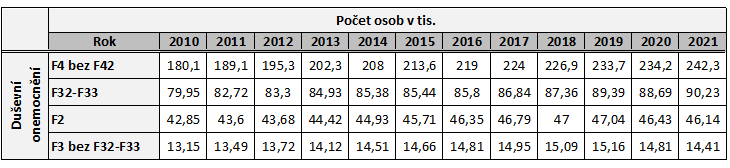 Počet osob v tis.
Rok 2010 2011 2012 2013 2014 2015 2016 2017 2018 2019 2020 2021
Duševní onemocnění
F4 bez F42 180,1 189,1 195,3 202,3 208 213,6 219 224 226,9 233,7 234,2 242,3
F32-F33 79,95 82,72 83,3 84,93 85,38 85,44 85,8 86,84 87,36 89,39 88,69 90,23
F2 42,85 43,6 43,68 44,42 44,93 45,71 46,35 46,79 47 47,04 46,43 46,14
F3 bez F32-F33 13,15 13,49 13,72 14,12 14,51 14,66 14,81 14,95 15,09 15,16 14,81 14,41